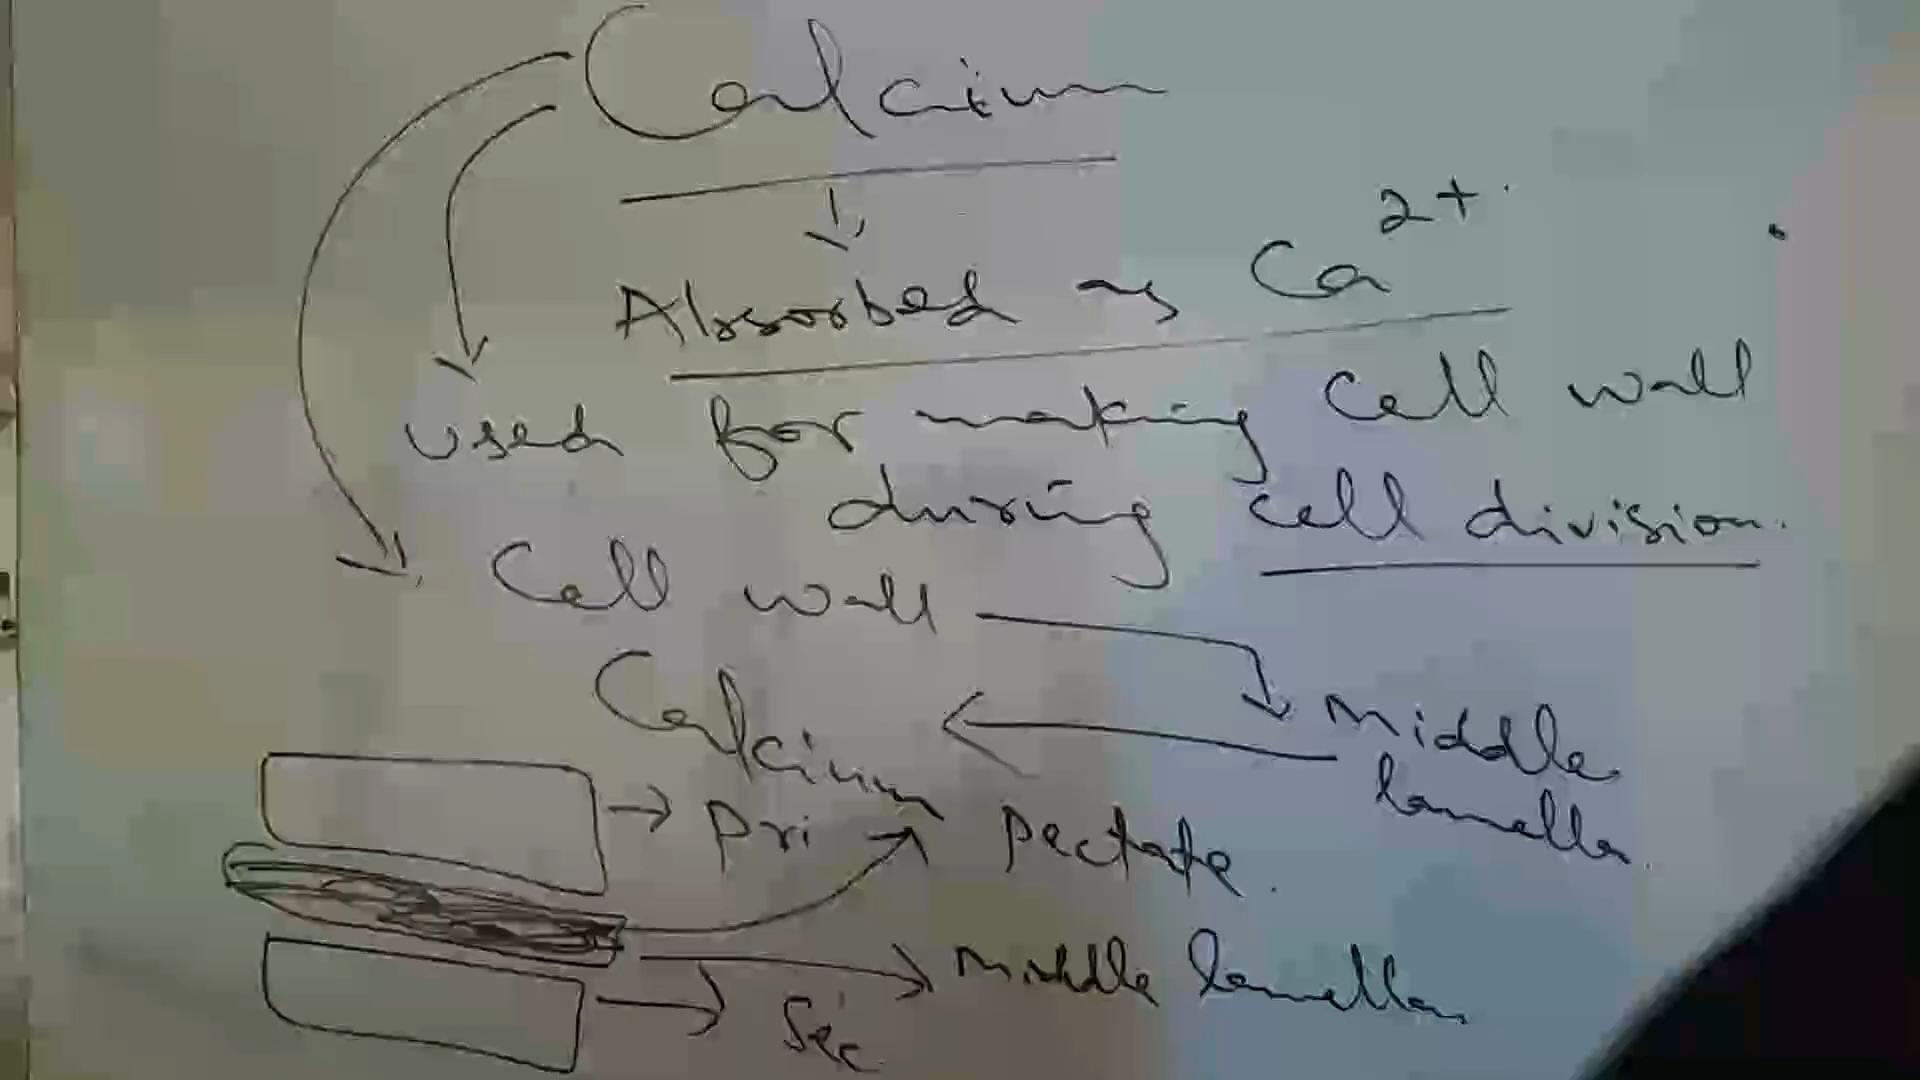 Calcium
Absorbed as Ca2+
used for making cell wall
during cell division.
Cell wall
Middle
lamella
Calcium
Pectate.
Pri
Middle lamella
Sec